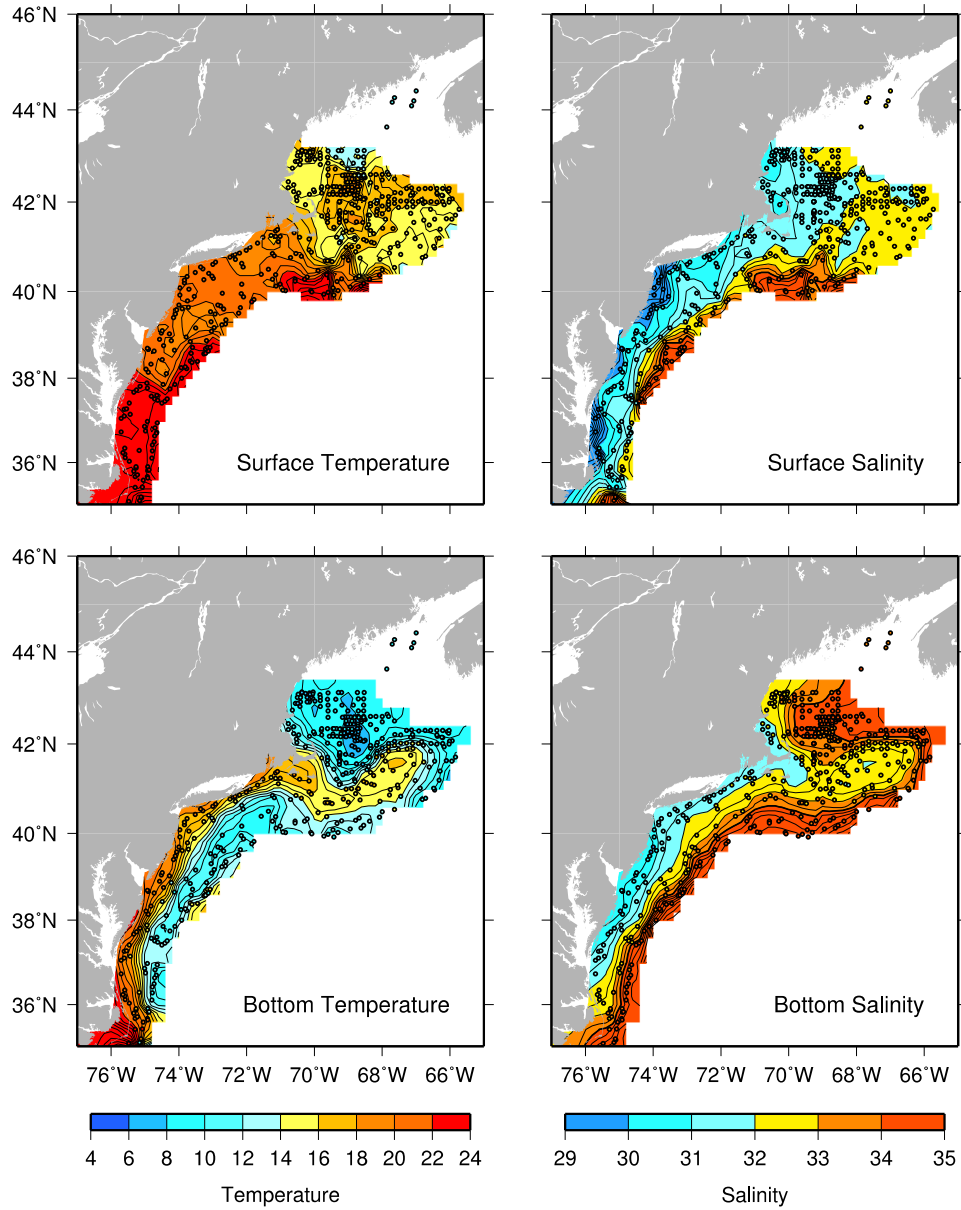 46°N
44°N
42°N
40°N
38°N
36°N
Surface Temperature
Surface Salinity
46°N
44°N
42°N
40°N
38°N
36°N
Bottom Temperature
Bottom Salinity
76°W 74°W 72°W 70°W 68°W 66°W
76°W 74°W 72°W 70°W 68°W 66°W
4 6 8 10 12 14 16 18 20 22 24
Temperature
29 30 31 32 33 34 35
Salinity